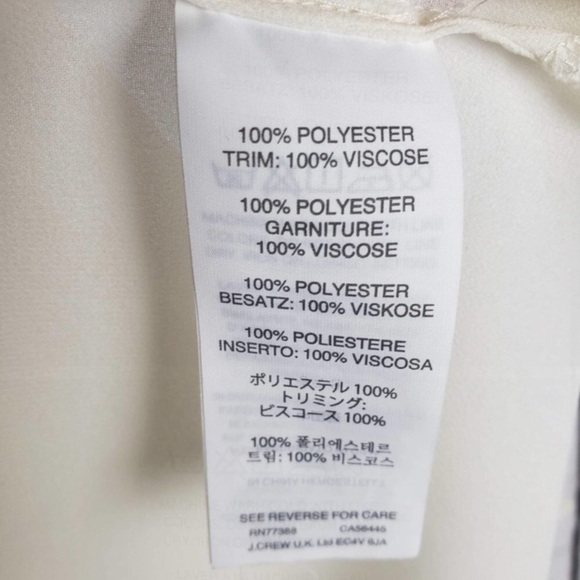 100% POLYESTER
TRIM: 100% VISCOSE
100% POLYESTER
GARNITURE:
100% VISCOSE
100% POLYESTER
BESATZ: 100% VISKOSE
100% POLIESTERE
INSERTO: 100% VISCOSA
ポリエステル 100%
トリミング:
ビスコース 100%
100% 폴리에스테르
트림: 100% 비스코스
SEE REVERSE FOR CARE
RN77388 CA56445
J.CREW U.K. Ltd EC4V 6JA